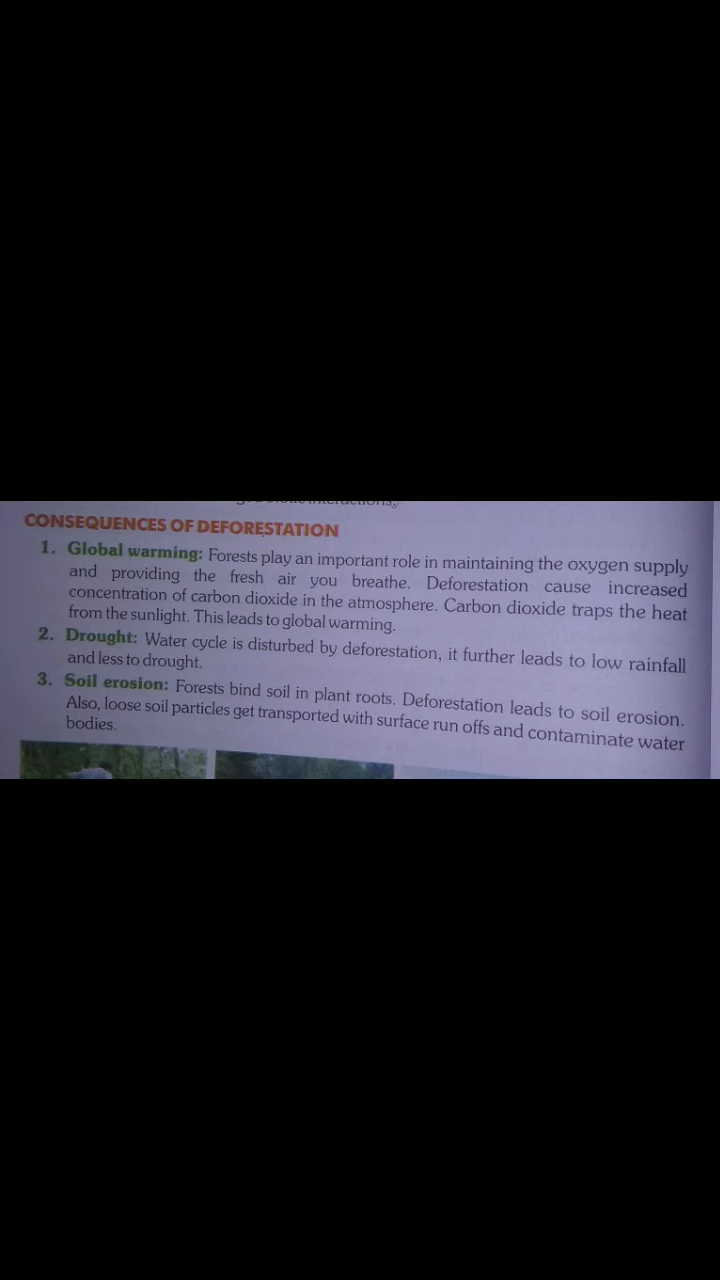 CONSEQUENCES OF DEFORESTATION
1. Global warming: Forests play an important role in maintaining the oxygen supply
and providing the fresh air you breathe. Deforestation cause increased
concentration of carbon dioxide in the atmosphere. Carbon dioxide traps the heat
from the sunlight. This leads to global warming.
2. Drought: Water cycle is disturbed by deforestation, it further leads to low rainfall
and less to drought.
3. Soil erosion: Forests bind soil in plant roots. Deforestation leads to soil erosion.
Also, loose soil particles get transported with surface run offs and contaminate water
bodies.